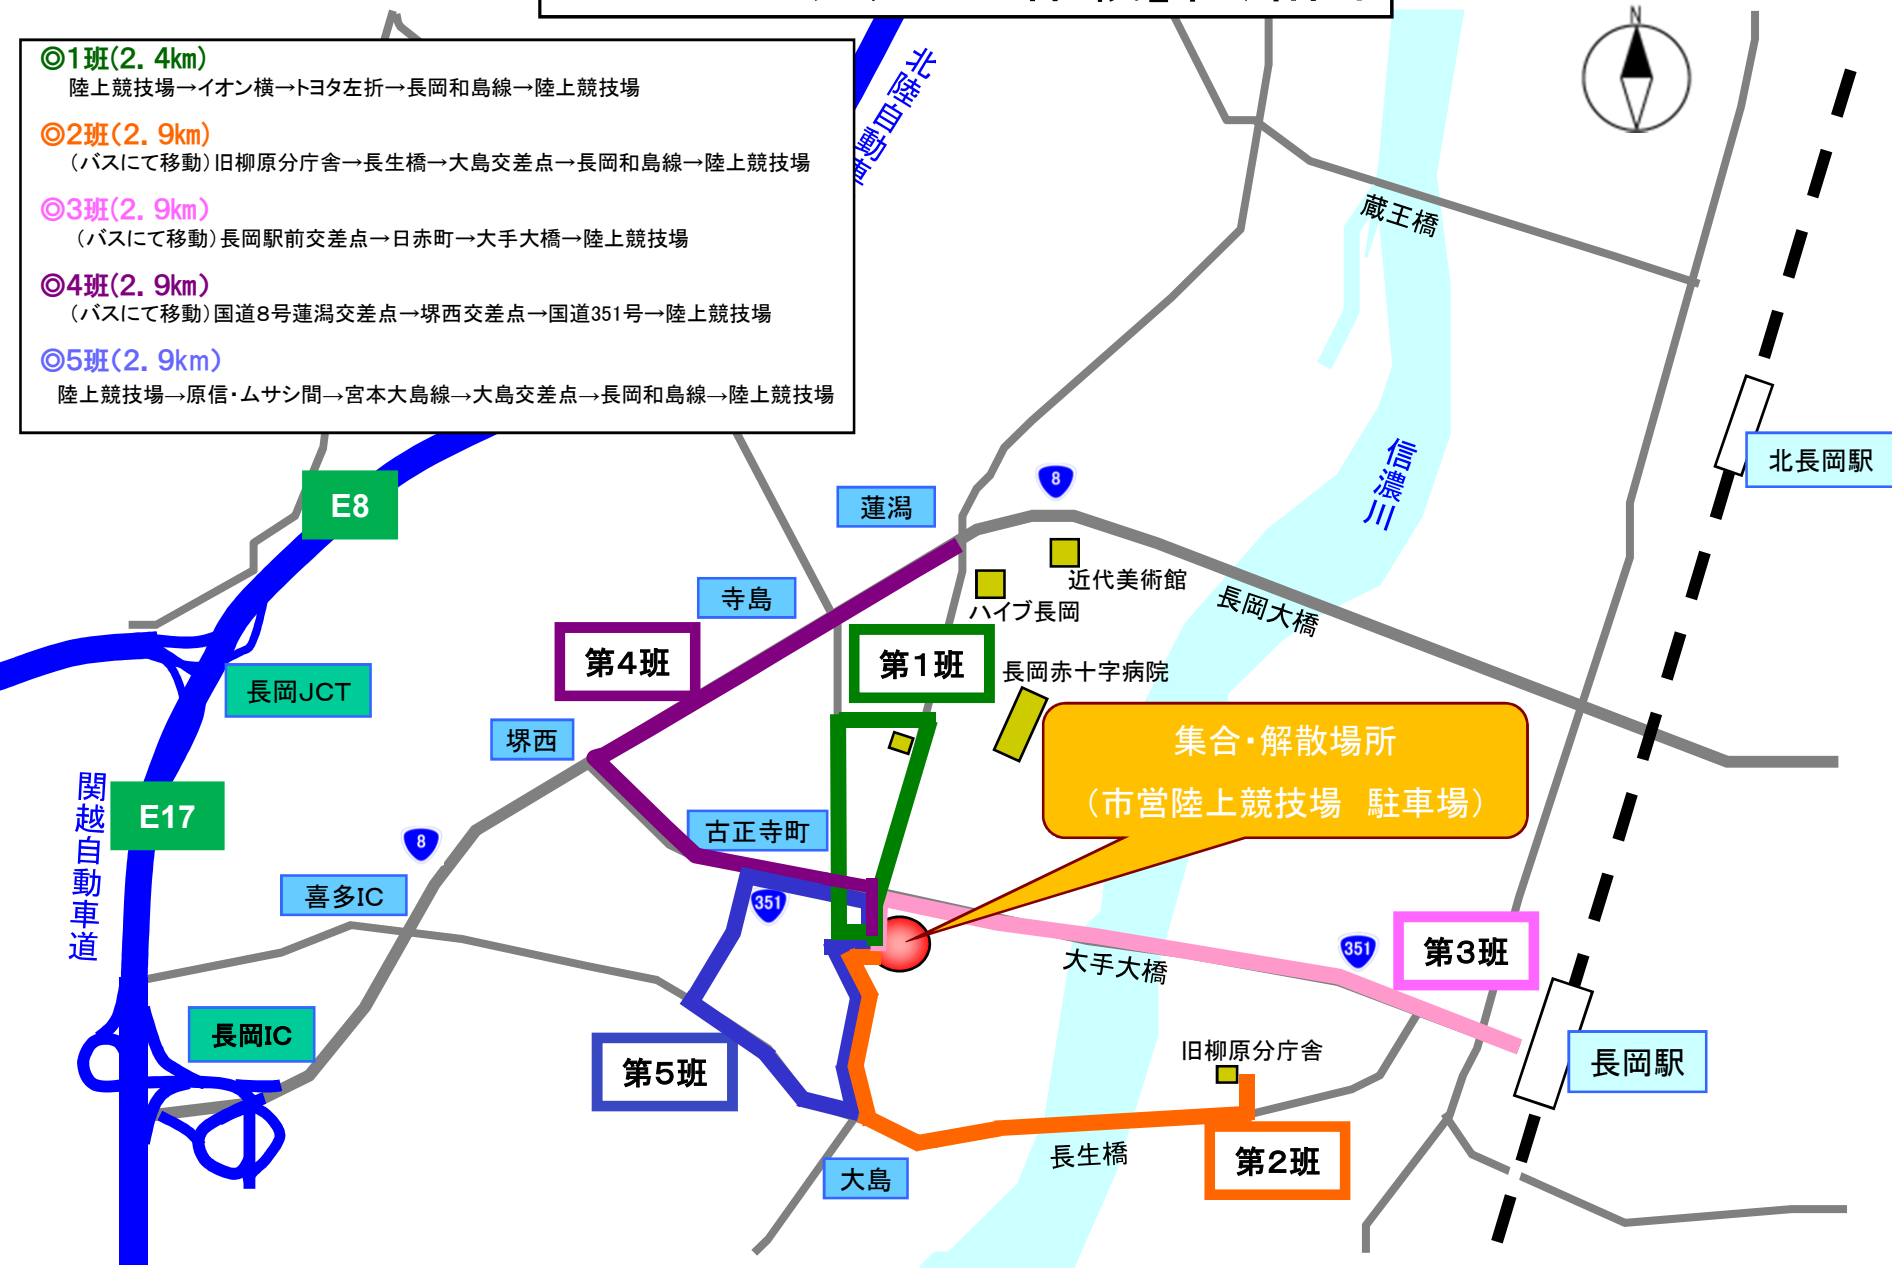 ◎1班(2．4km)
陸上競技場→イオン横→トヨタ左折→長岡和島線→陸上競技場
◎2班(2．9km)
（バスにて移動）旧柳原分庁舎→長生橋→大島交差点→長岡和島線→陸上競技場
◎3班(2．9km)
（バスにて移動）長岡駅前交差点→日赤町→大手大橋→陸上競技場
◎4班(2．9km)
（バスにて移動）国道8号蓮潟交差点→堺西交差点→国道351号→陸上競技場
◎5班(2．9km)
陸上競技場→原信・ムサシ間→宮本大島線→大島交差点→長岡和島線→陸上競技場
北陸自動車
N
蔵王橋
信濃川
北長岡駅
E8
蓮潟
8
近代美術館
ハイブ長岡
長岡大橋
寺島
第4班
第1班
長岡赤十字病院
長岡JCT
堺西
集合・解散場所
（市営陸上競技場　駐車場）
関越自動車道
E17
古正寺町
8
喜多IC
351
351
第3班
大手大橋
長岡IC
第5班
旧柳原分庁舎
長岡駅
長生橋
第2班
大島